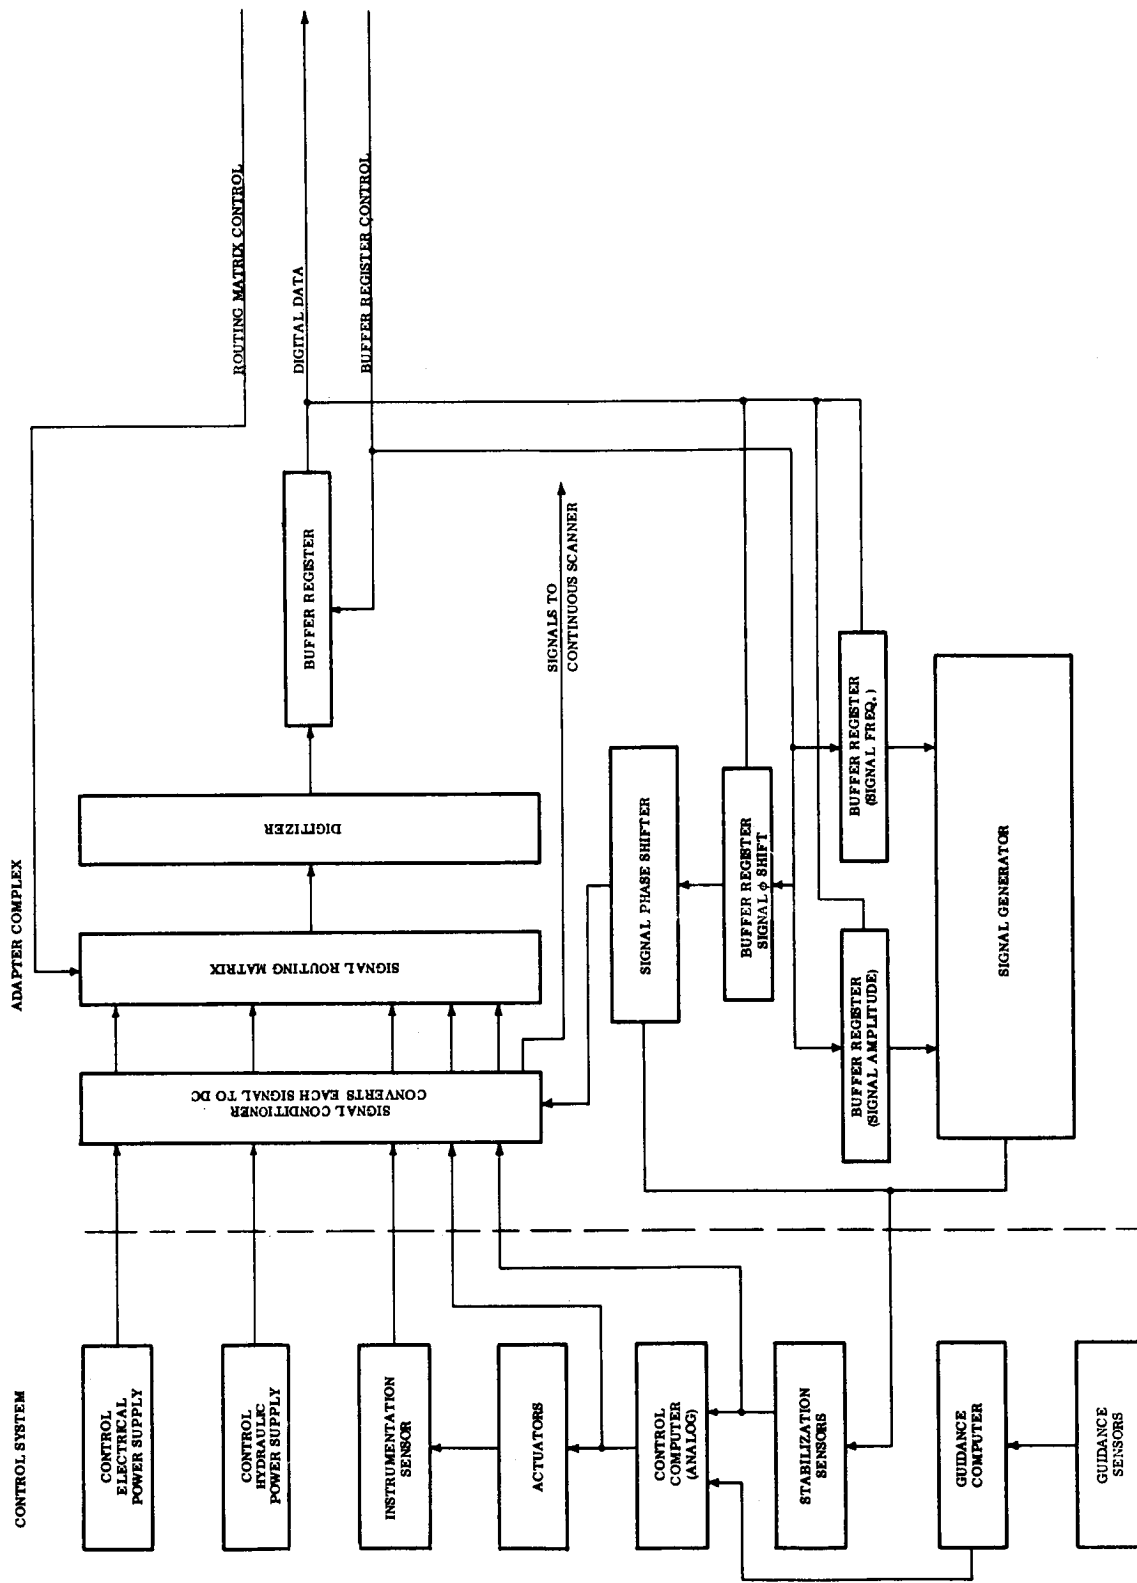 CONTROL SYSTEM
CONTROL
ELECTRICAL
POWER SUPPLY
CONTROL
HYDRAULIC
POWER SUPPLY
INSTRUMENTATION
SENSOR
ACTUATORS
CONTROL
COMPUTER
(ANALOG)
STABILIZATION
SENSORS
GUIDANCE
COMPUTER
GUIDANCE
SENSORS
ADAPTER COMPLEX
SIGNAL CONDITIONER
CONVERTS EACH SIGNAL TO DC
SIGNAL ROUTING MATRIX
DIGITIZER
BUFFER REGISTER
SIGNALS TO
CONTINUOUS SCANNER
SIGNAL PHASE SHIFTER
BUFFER REGISTER
SIGNAL ϕ SHIFT
BUFFER REGISTER
(SIGNAL AMPLITUDE)
BUFFER REGISTER
(SIGNAL FREQ.)
SIGNAL GENERATOR
ROUTING MATRIX CONTROL
DIGITAL DATA
BUFFER REGISTER CONTROL